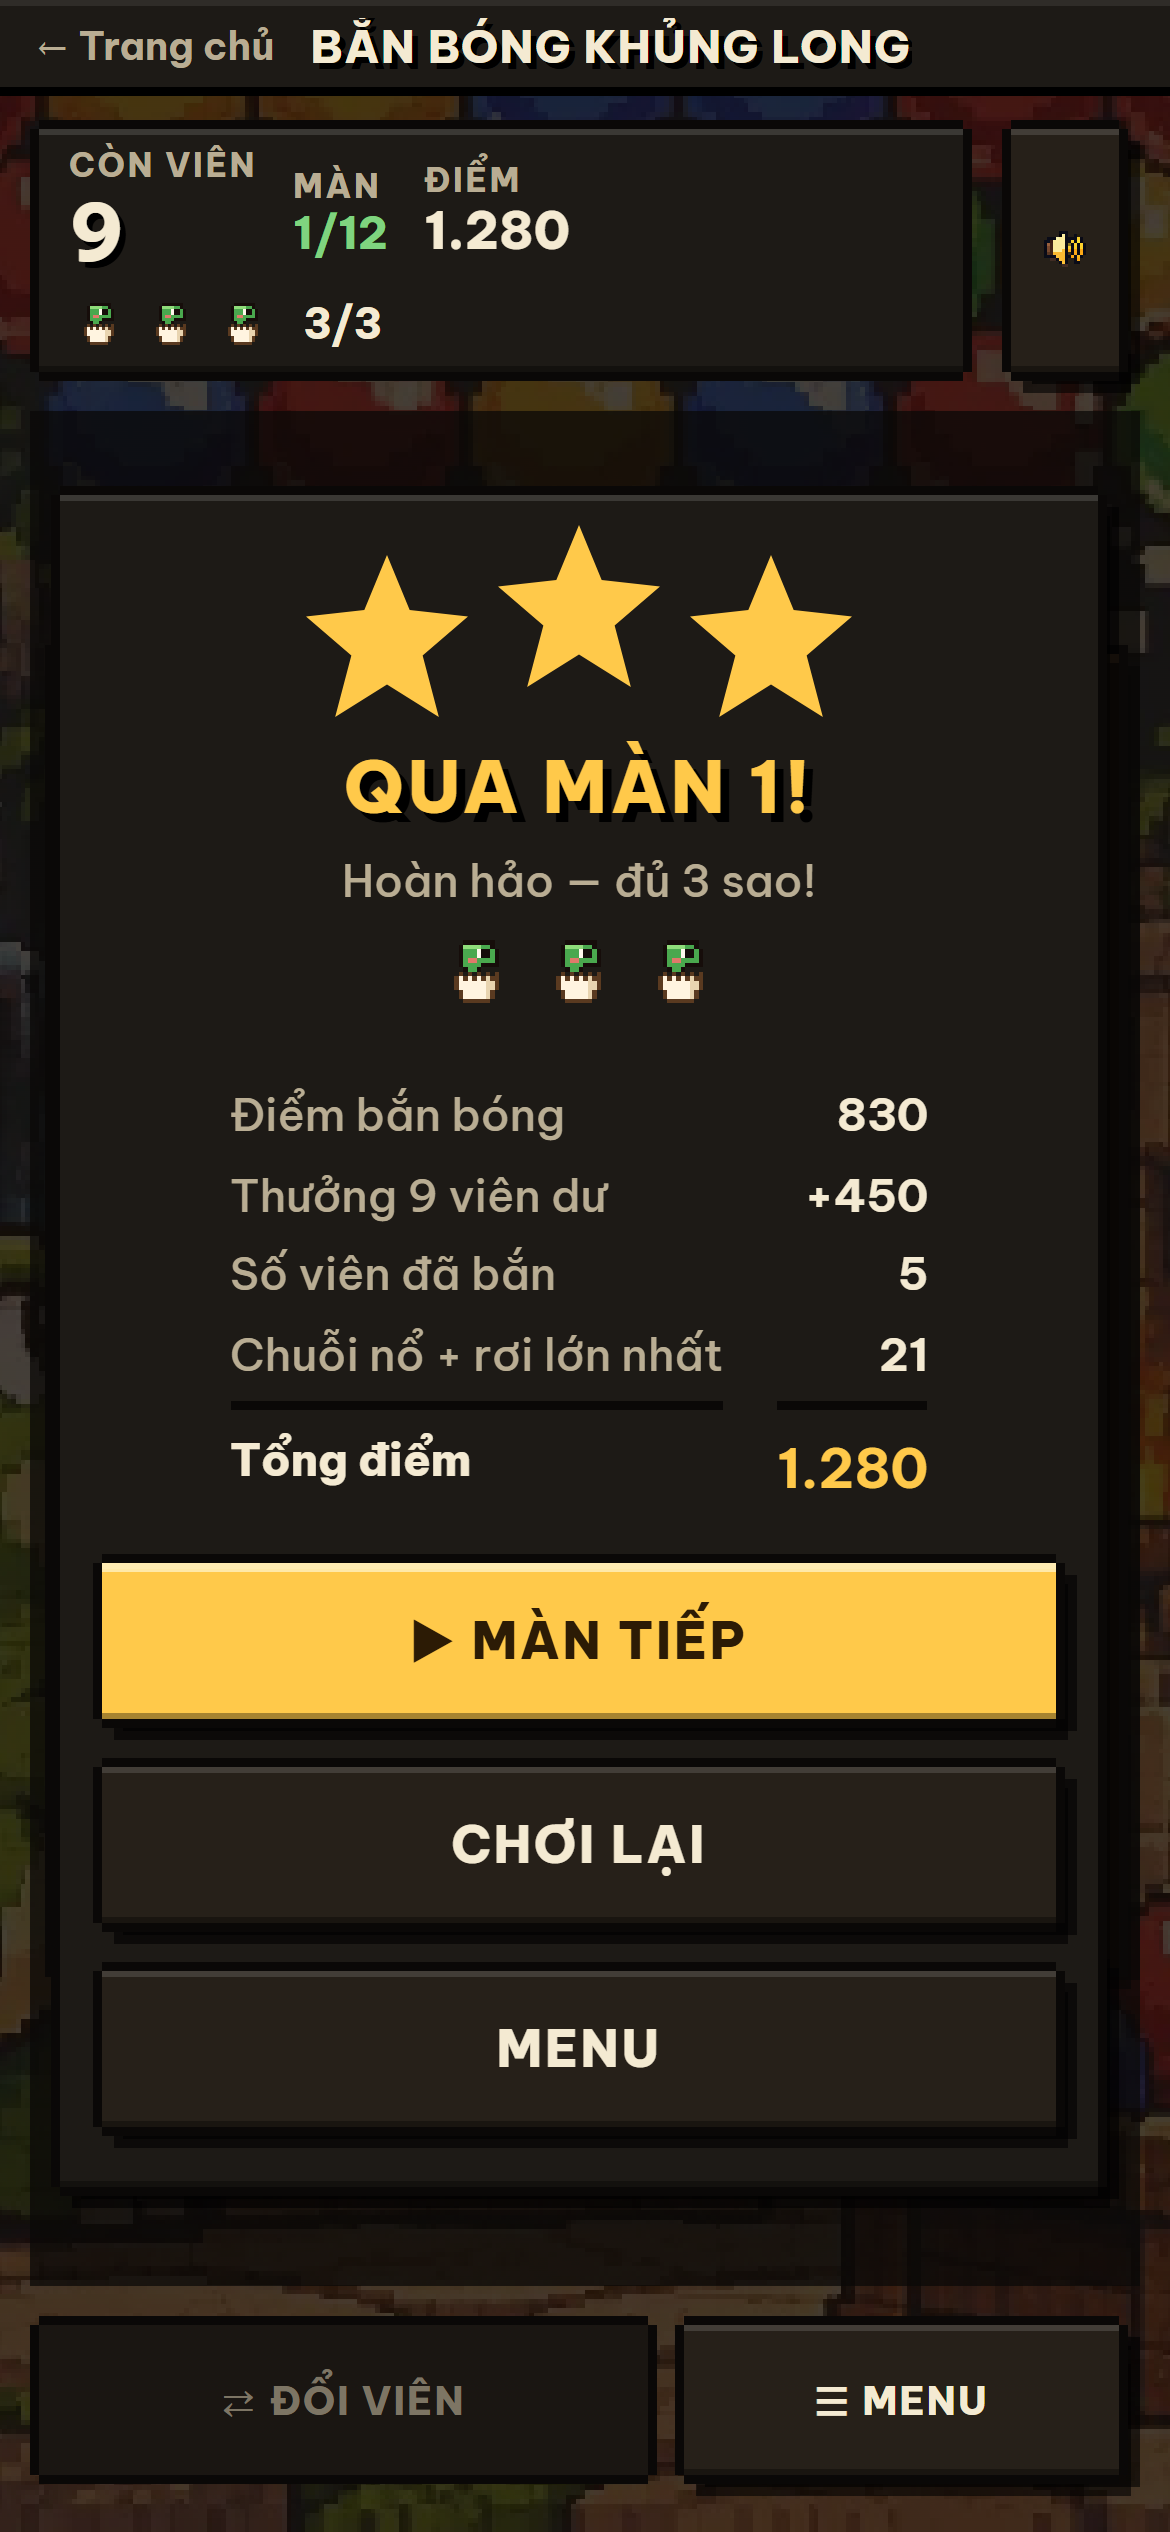 ← Trang chủ BẮN BÓNG KHỦNG LONG
CÒN VIÊN MÀN ĐIỂM
9 1/12 1.280
3/3
QUA MÀN 1!
Hoàn hảo — đủ 3 sao!
Điểm bắn bóng 830
Thưởng 9 viên dư +450
Số viên đã bắn 5
Chuỗi nổ + rơi lớn nhất 21
Tổng điểm 1.280
▶ MÀN TIẾP
CHƠI LẠI
MENU
⇄ ĐỔI VIÊN ☰ MENU